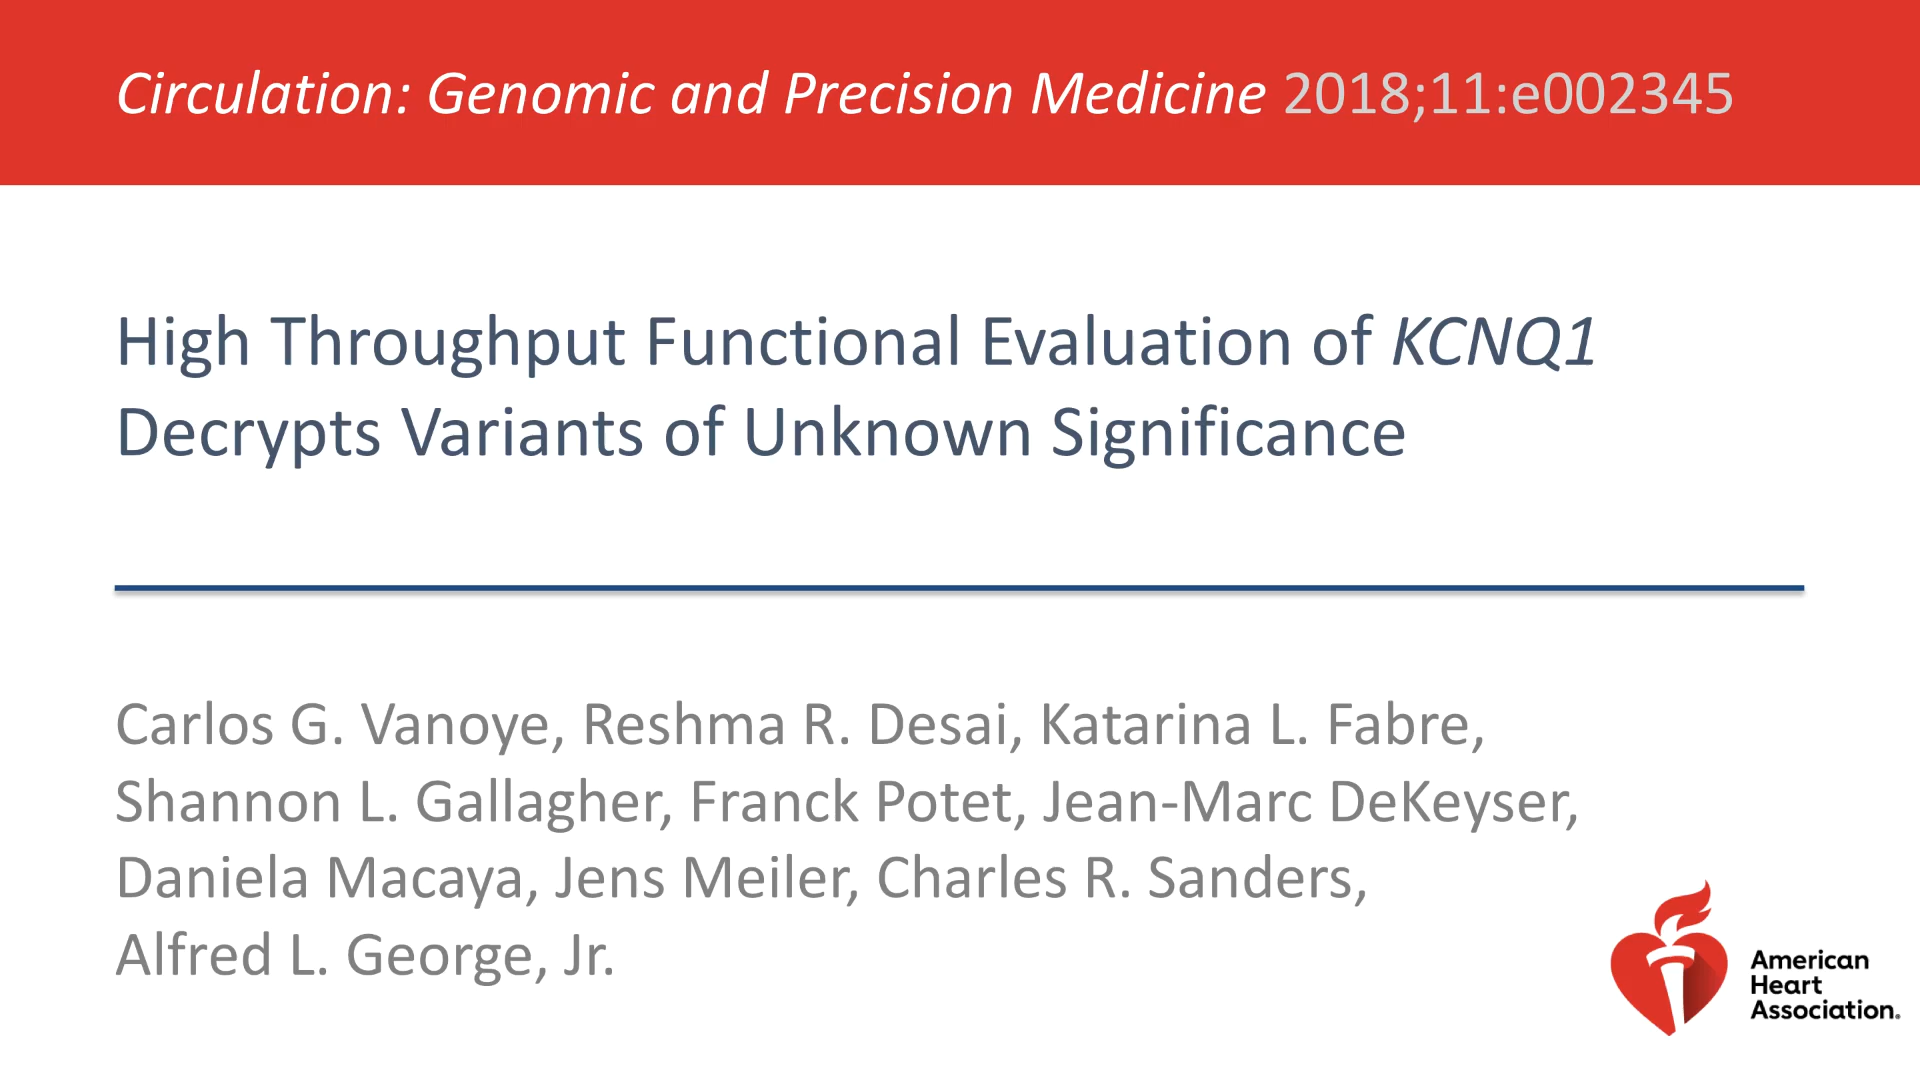 Circulation: Genomic and Precision Medicine 2018;11:e002345
High Throughput Functional Evaluation of KCNQ1
Decrypts Variants of Unknown Significance
Carlos G. Vanoye, Reshma R. Desai, Katarina L. Fabre,
Shannon L. Gallagher, Franck Potet, Jean-Marc DeKeyser,
Daniela Macaya, Jens Meiler, Charles R. Sanders,
Alfred L. George, Jr.
American
Heart
Association.